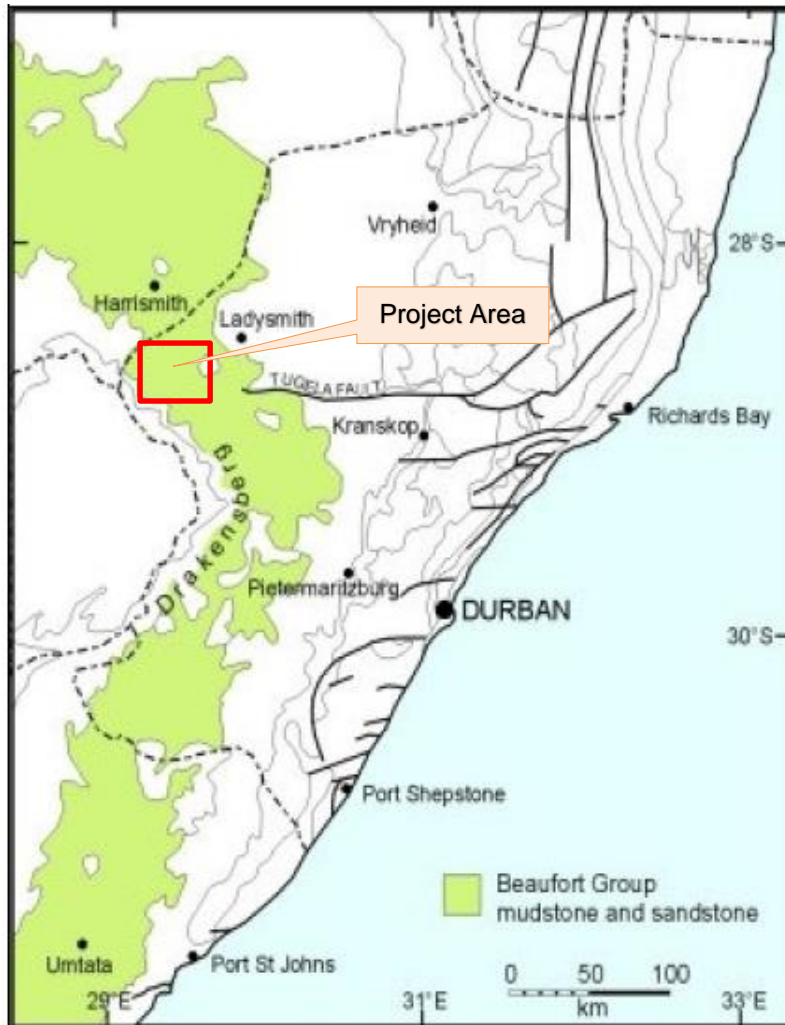 Vryheid
28°S
Harrismith
Project Area
Ladysmith
TUGELA FAULT
Richards Bay
Kranskop
Drakensberg
Pietermaritzburg
DURBAN
30°S
Port Shepstone
Beaufort Group
mudstone and sandstone
Umtata
Port St Johns
0 50 100
km
29°E
31°E
33°E